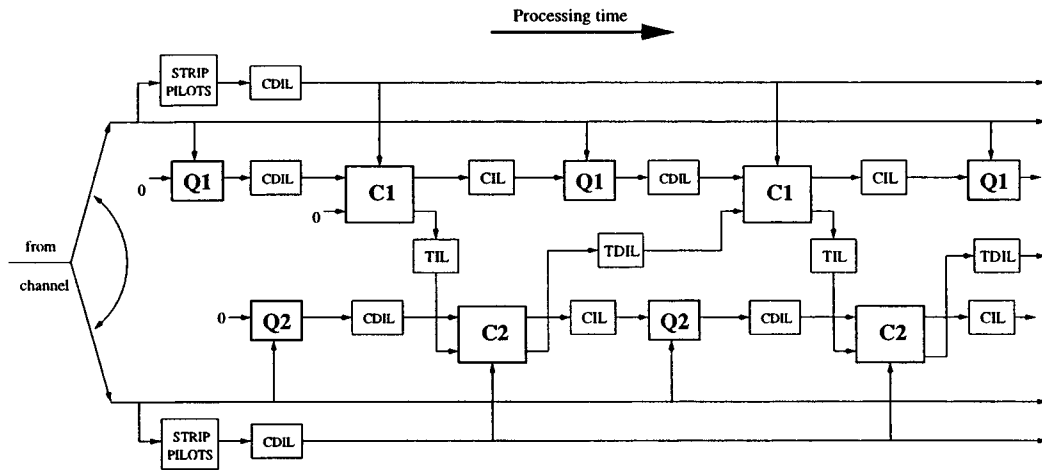 Processing time
STRIP
PILOTS
CDIL
0
Q1
CDIL
C1
CIL
Q1
CDIL
C1
CIL
Q1
0
from
channel
TIL
TDIL
TIL
TDIL
0
Q2
CDIL
C2
CIL
Q2
CDIL
C2
CIL
STRIP
PILOTS
CDIL